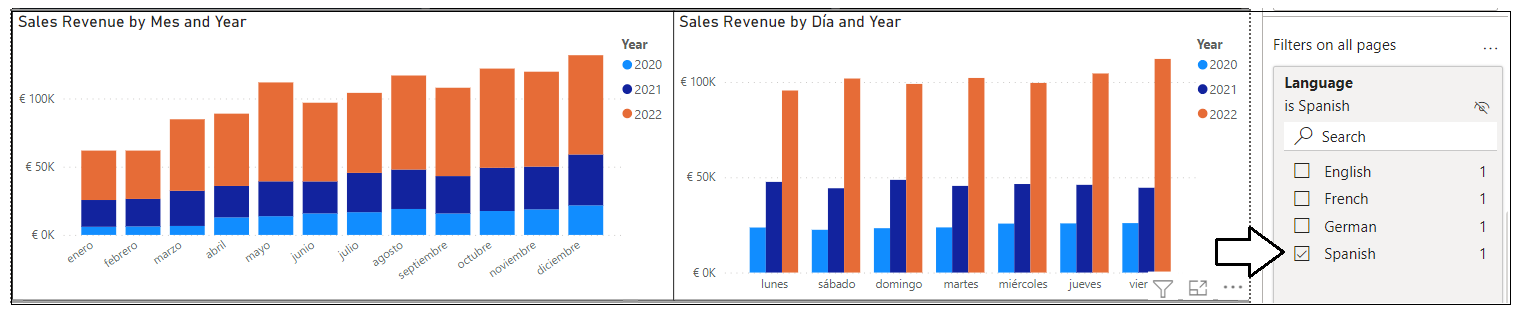 Sales Revenue by Mes and Year
Year
2020
2021
2022
€ 100K
€ 50K
€ 0K
enero
febrero
marzo
abril
mayo
junio
julio
agosto
septiembre
octubre
noviembre
diciembre
Sales Revenue by Día and Year
Year
2020
2021
2022
€ 100K
€ 50K
€ 0K
lunes
sábado
domingo
martes
miércoles
jueves
vier
Filters on all pages
Language
is Spanish
Search
English 1
French 1
German 1
Spanish 1